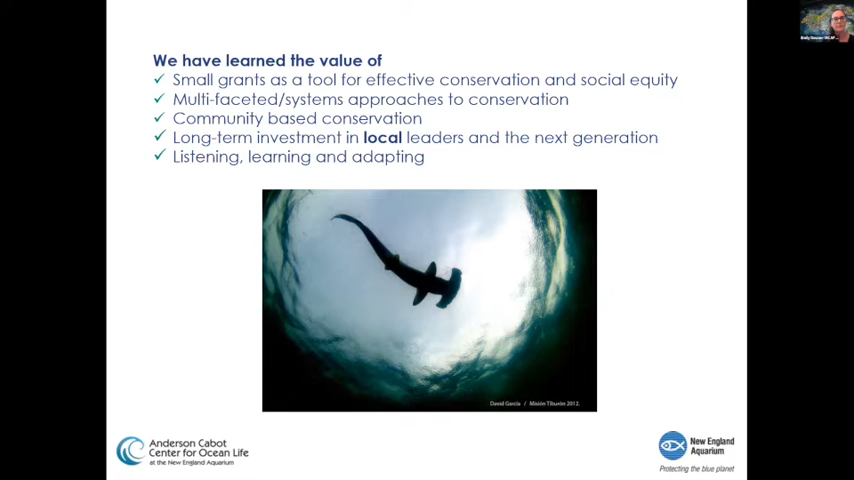 We have learned the value of
✓ Small grants as a tool for effective conservation and social equity
✓ Multi-faceted/systems approaches to conservation
✓ Community based conservation
✓ Long-term investment in local leaders and the next generation
✓ Listening, learning and adapting
David García / Misión Tiburón 2012.
Anderson Cabot
Center for Ocean Life
at the New England Aquarium
New England
Aquarium
Protecting the blue planet